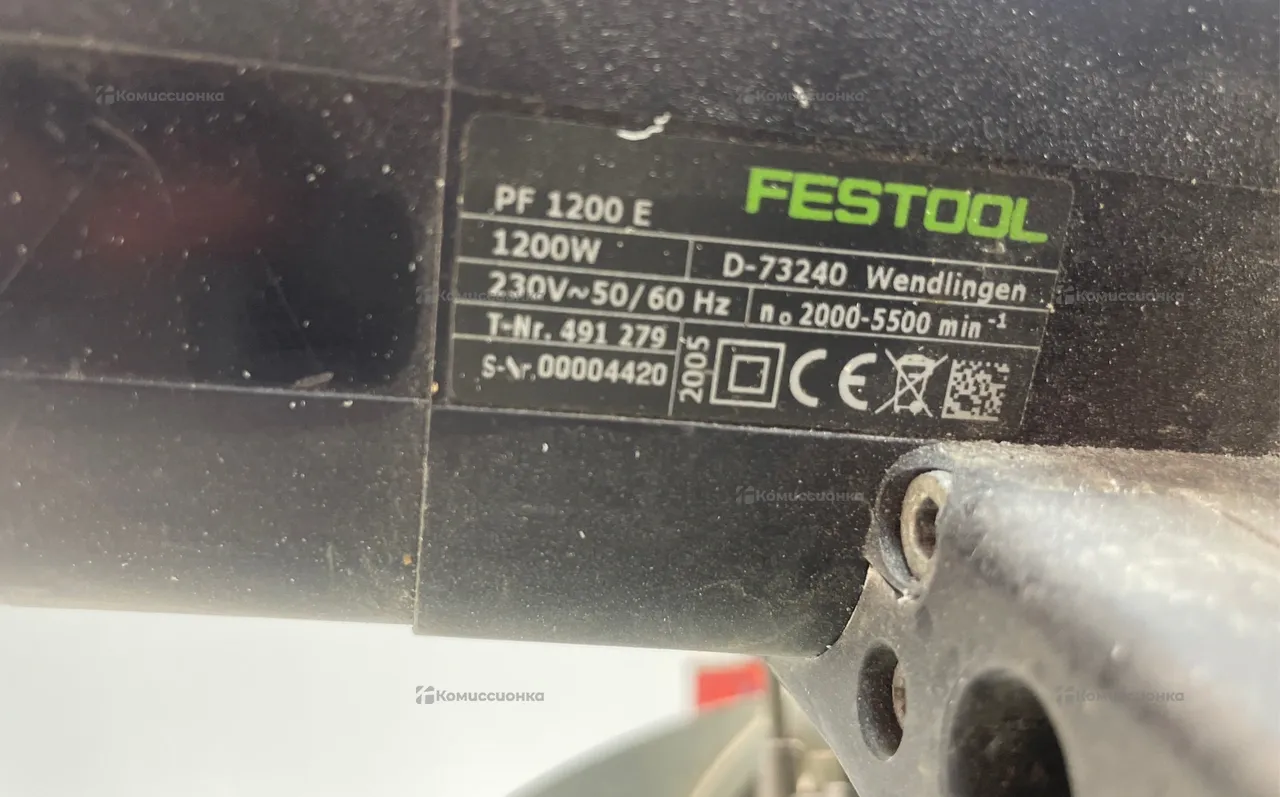 FESTOOL
PF 1200 E
1200W
D-73240 Wendlingen
230V~50/60 Hz
n₀ 2000-5500 min⁻¹
T-Nr. 491 279
S-Nr. 00004420
2005
CE
Комиссионка
Комиссионка
Комиссионка
Комиссионка
Комиссионка
Комиссионка
Комиссионка